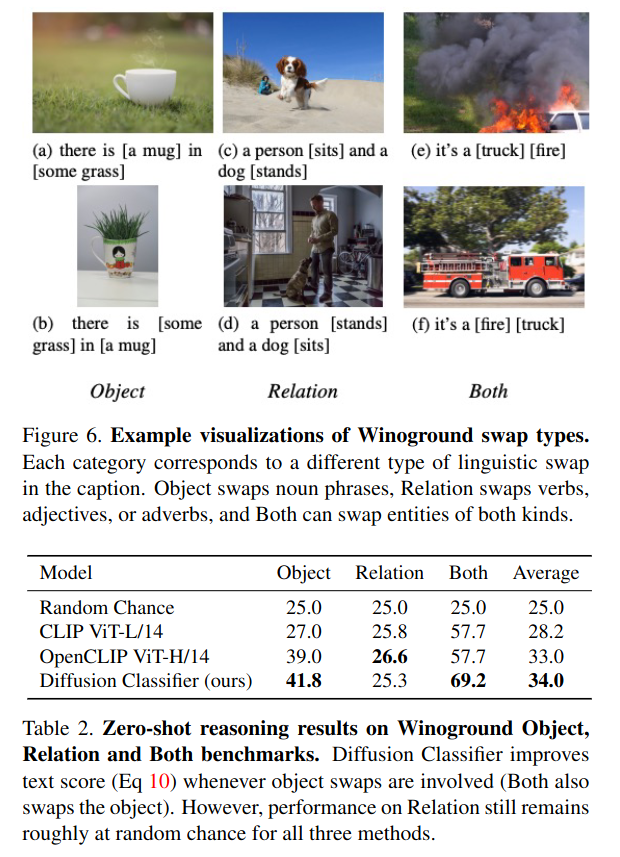 (a) there is [a mug] in
[some grass]
(c) a person [sits] and a
dog [stands]
(e) it's a [truck] [fire]
(b) there is [some
grass] in [a mug]
(d) a person [stands]
and a dog [sits]
(f) it's a [fire] [truck]
Object Relation Both
Figure 6. Example visualizations of Winoground swap types.
Each category corresponds to a different type of linguistic swap
in the caption. Object swaps noun phrases, Relation swaps verbs,
adjectives, or adverbs, and Both can swap entities of both kinds.
Model Object Relation Both Average
Random Chance 25.0 25.0 25.0 25.0
CLIP ViT-L/14 27.0 25.8 57.7 28.2
OpenCLIP ViT-H/14 39.0 26.6 57.7 33.0
Diffusion Classifier (ours) 41.8 25.3 69.2 34.0
Table 2. Zero-shot reasoning results on Winoground Object,
Relation and Both benchmarks. Diffusion Classifier improves
text score (Eq 10) whenever object swaps are involved (Both also
swaps the object). However, performance on Relation still remains
roughly at random chance for all three methods.